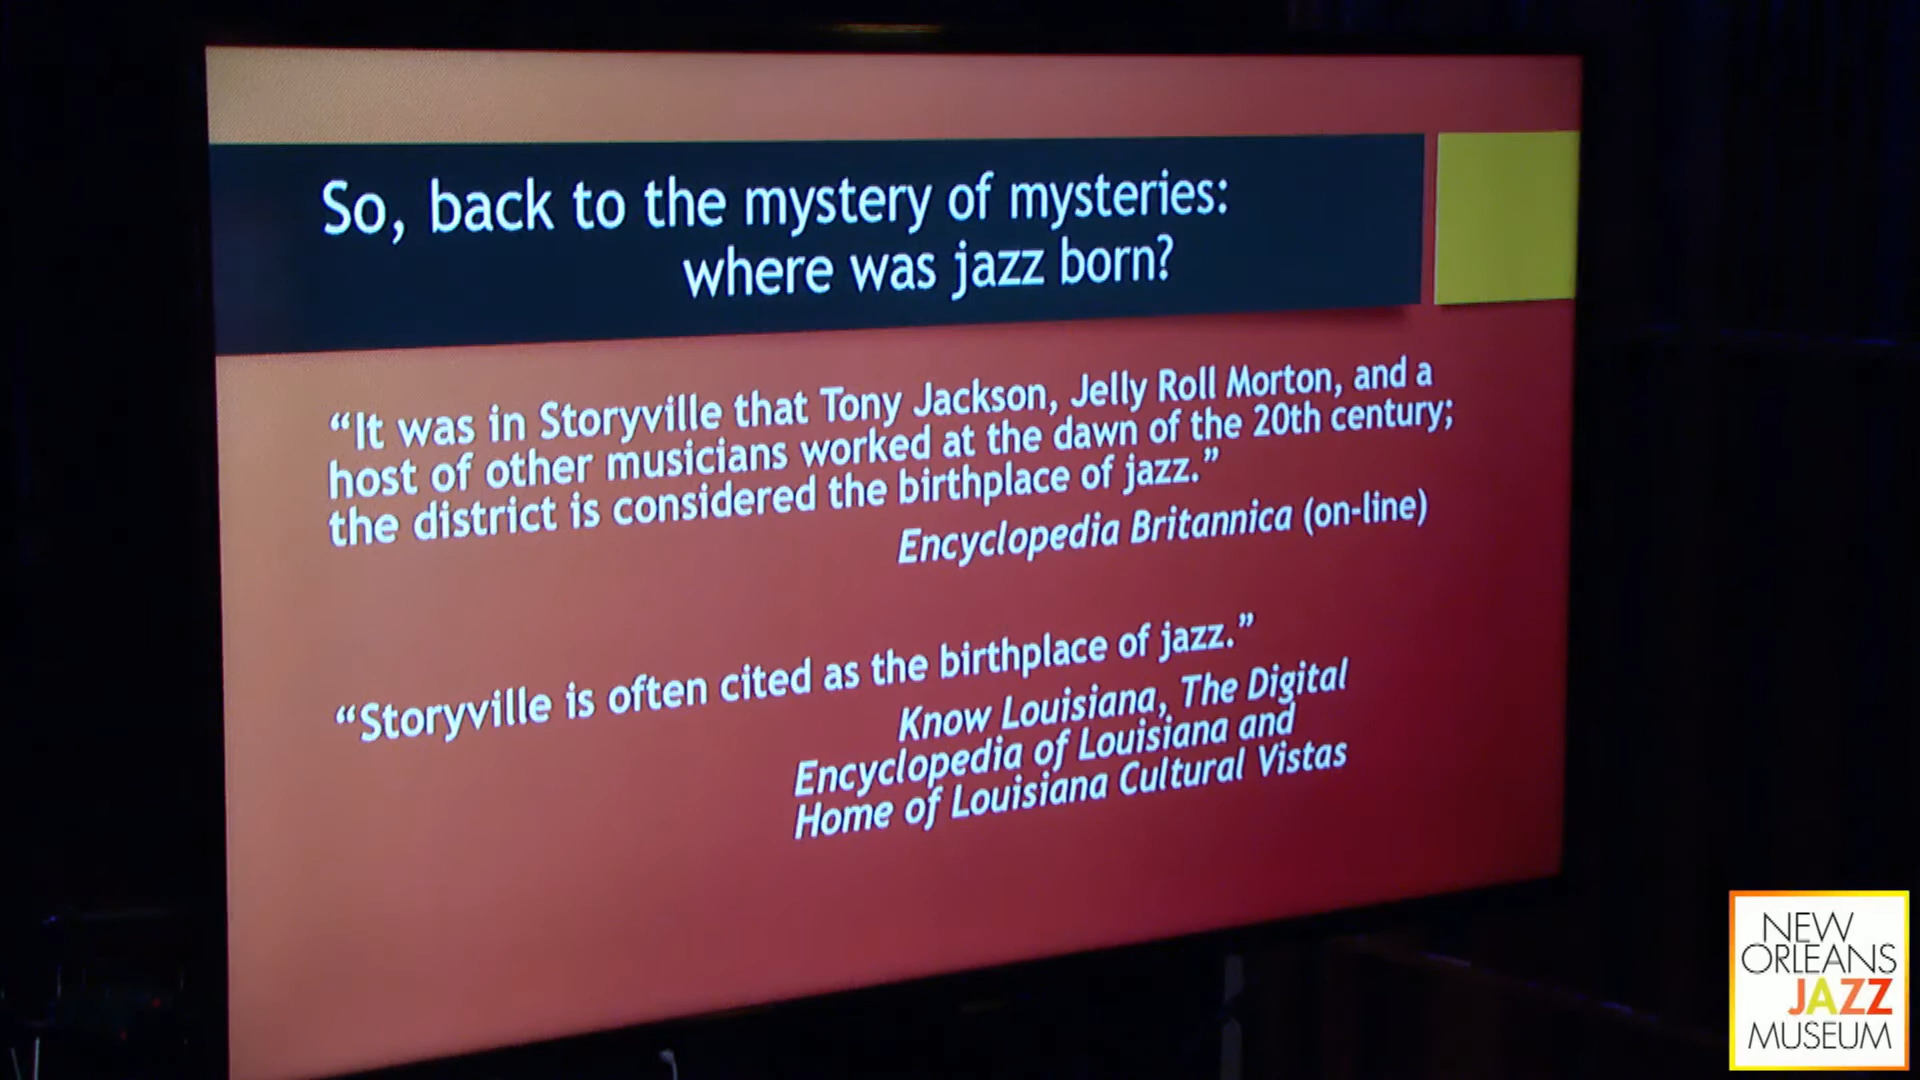 So, back to the mystery of mysteries:
where was jazz born?
“It was in Storyville that Tony Jackson, Jelly Roll Morton, and a
host of other musicians worked at the dawn of the 20th century;
the district is considered the birthplace of jazz.”
Encyclopedia Britannica (on-line)
“Storyville is often cited as the birthplace of jazz.”
Know Louisiana, The Digital
Encyclopedia of Louisiana and
Home of Louisiana Cultural Vistas
NEW
ORLEANS
JAZZ
MUSEUM